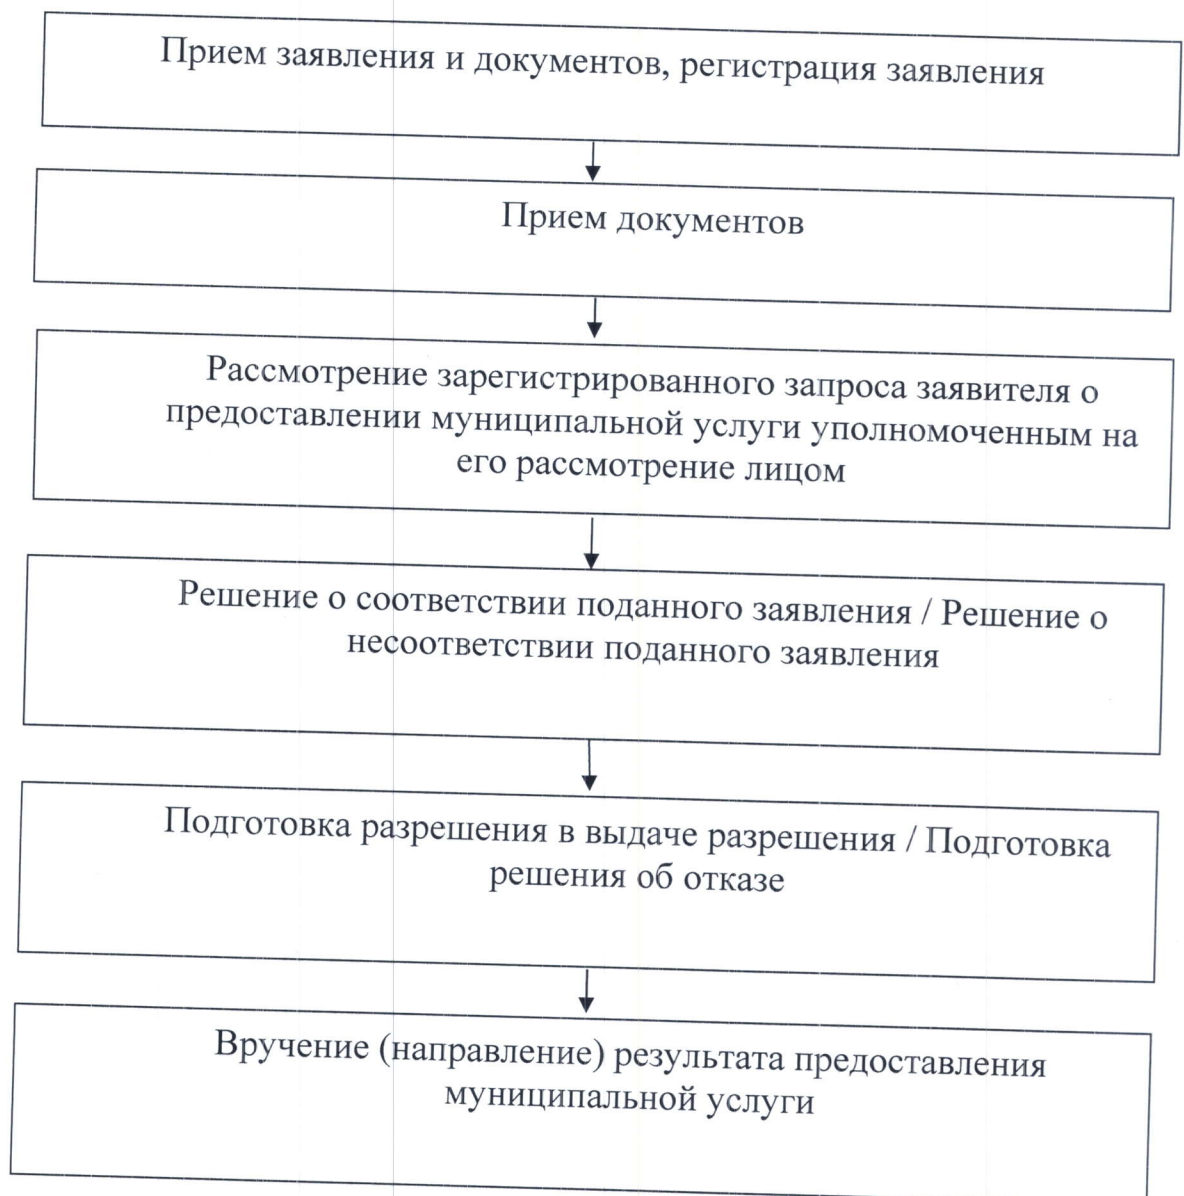 Прием заявления и документов, регистрация заявления
Прием документов
Рассмотрение зарегистрированного запроса заявителя о
предоставлении муниципальной услуги уполномоченным на
его рассмотрение лицом
Решение о соответствии поданного заявления / Решение о
несоответствии поданного заявления
Подготовка разрешения в выдаче разрешения / Подготовка
решения об отказе
Вручение (направление) результата предоставления
муниципальной услуги